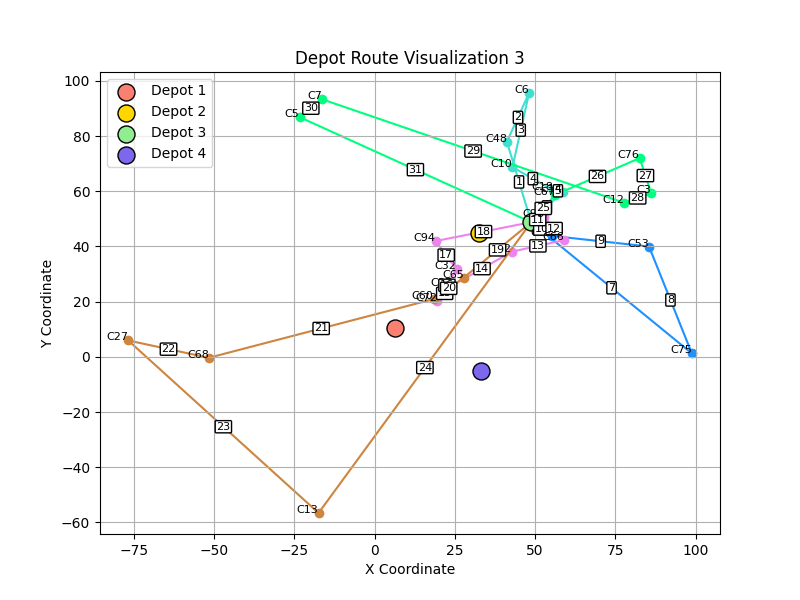 Depot Route Visualization 3
Depot 1
Depot 2
Depot 3
Depot 4
Y Coordinate
100
80
60
40
20
0
−20
−40
−60
−75
−50
−25
0
25
50
75
100
X Coordinate
C7
C5
C6
C48
C10
C76
C3
C12
C94
C32
C65
C60
C53
C75
C27
C68
C13
30
2
3
29
31
1
4
5
26
27
28
25
11
12
18
17
13
14
9
7
8
20
21
22
23
24